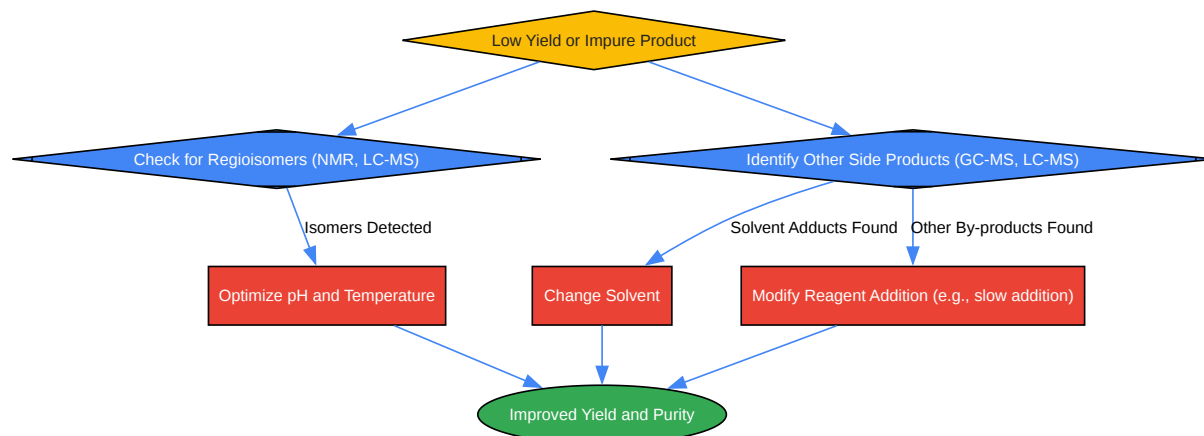 Low Yield or Impure Product
Check for Regioisomers (NMR, LC-MS)
Identify Other Side Products (GC-MS, LC-MS)
Isomers Detected
Solvent Adducts Found
Other By-products Found
Optimize pH and Temperature
Change Solvent
Modify Reagent Addition (e.g., slow addition)
Improved Yield and Purity